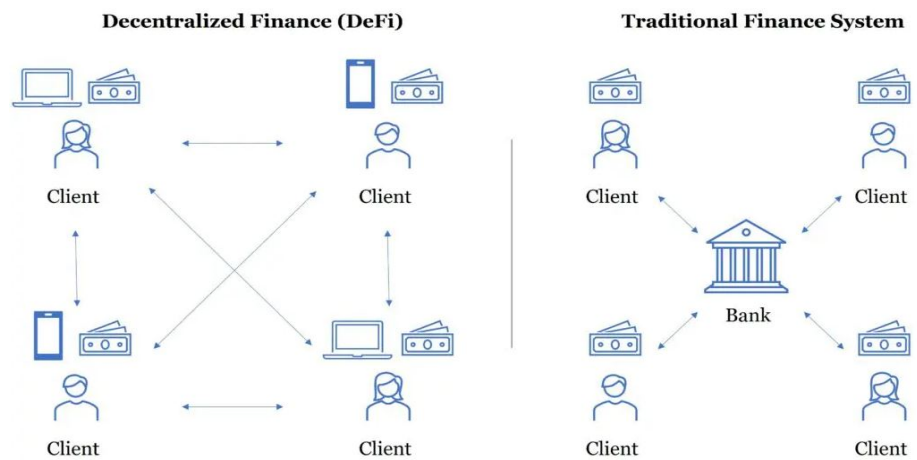 Decentralized Finance (DeFi)
Traditional Finance System
Client
Client
Client
Client
Bank
Client
Client
Client
Client